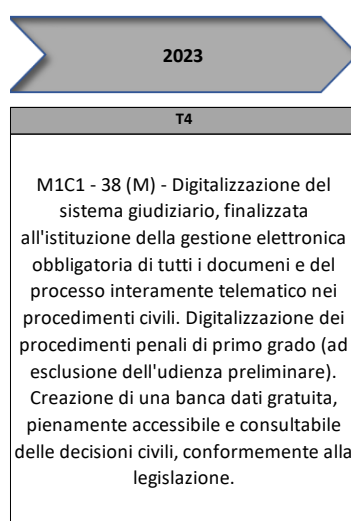 2023
T4
M1C1 - 38 (M) - Digitalizzazione del
sistema giudiziario, finalizzata
all'istituzione della gestione elettronica
obbligatoria di tutti i documeni e del
processo interamente telematico nei
procedimenti civili. Digitalizzazione dei
procedimenti penali di primo grado (ad
esclusione dell'udienza preliminare).
Creazione di una banca dati gratuita,
pienamente accessibile e consultabile
delle decisioni civili, conformemente alla
legislazione.